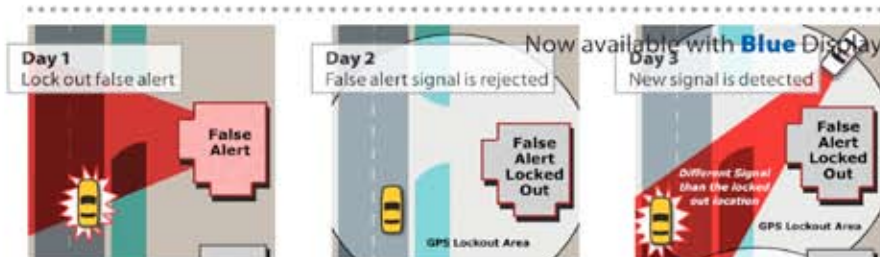 Now available with Blue Display
Day 1
Lock out false alert
False
Alert
Day 2
False alert signal is rejected
False
Alert
Locked
Out
GPS Lockout Area
Day 3
New signal is detected
False
Alert
Locked
Out
Different Signal
than the locked
out location
GPS Lockout Area